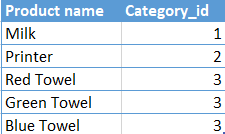 Product name Category_id
Milk 1
Printer 2
Red Towel 3
Green Towel 3
Blue Towel 3